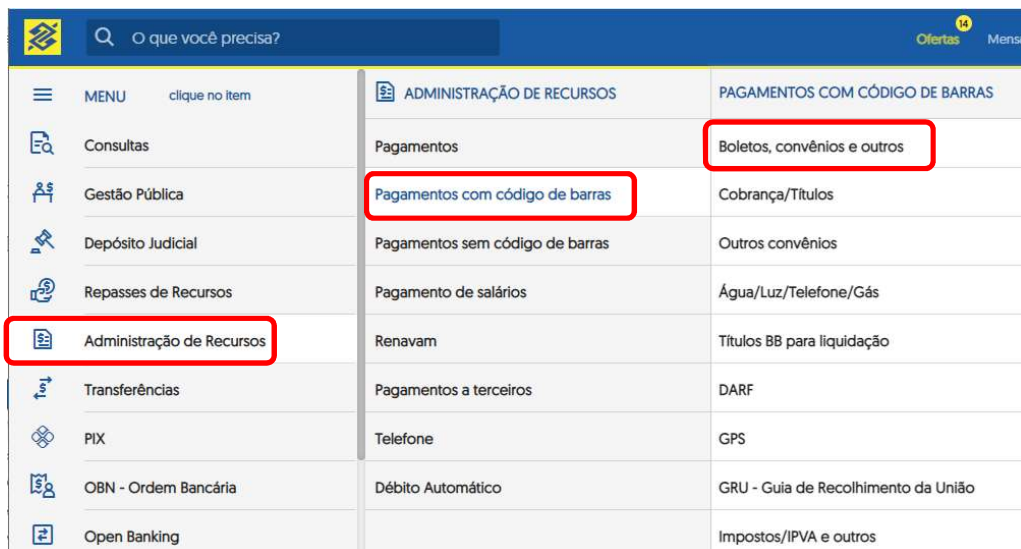 O que você precisa?
14
Ofertas
Mens
MENU clique no item
Consultas
Gestão Pública
Depósito Judicial
Repasses de Recursos
Administração de Recursos
Transferências
PIX
OBN - Ordem Bancária
Open Banking
ADMINISTRAÇÃO DE RECURSOS
Pagamentos
Pagamentos com código de barras
Pagamentos sem código de barras
Pagamento de salários
Renavam
Pagamentos a terceiros
Telefone
Débito Automático
PAGAMENTOS COM CÓDIGO DE BARRAS
Boletos, convênios e outros
Cobrança/Títulos
Outros convênios
Água/Luz/Telefone/Gás
Títulos BB para liquidação
DARF
GPS
GRU - Guia de Recolhimento da União
Impostos/IPVA e outros